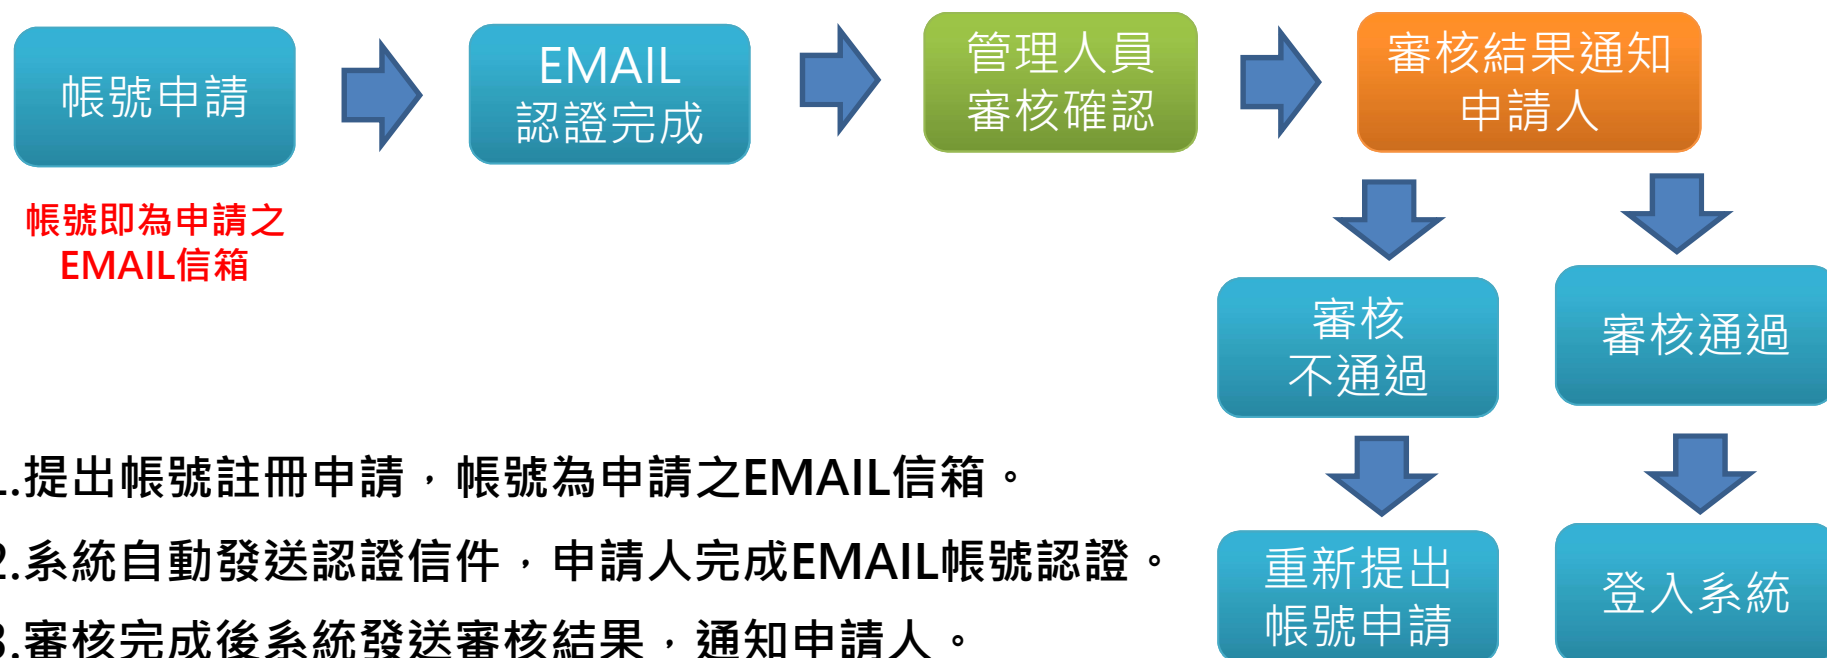 帳號申請
EMAIL
認證完成
管理人員
審核確認
審核結果通知
申請人
帳號即為申請之
EMAIL信箱
審核
不通過
審核通過
重新提出
帳號申請
登入系統
1.提出帳號註冊申請，帳號為申請之EMAIL信箱。
2.系統自動發送認證信件，申請人完成EMAIL帳號認證。
3.審核完成後系統發送審核結果，通知申請人。